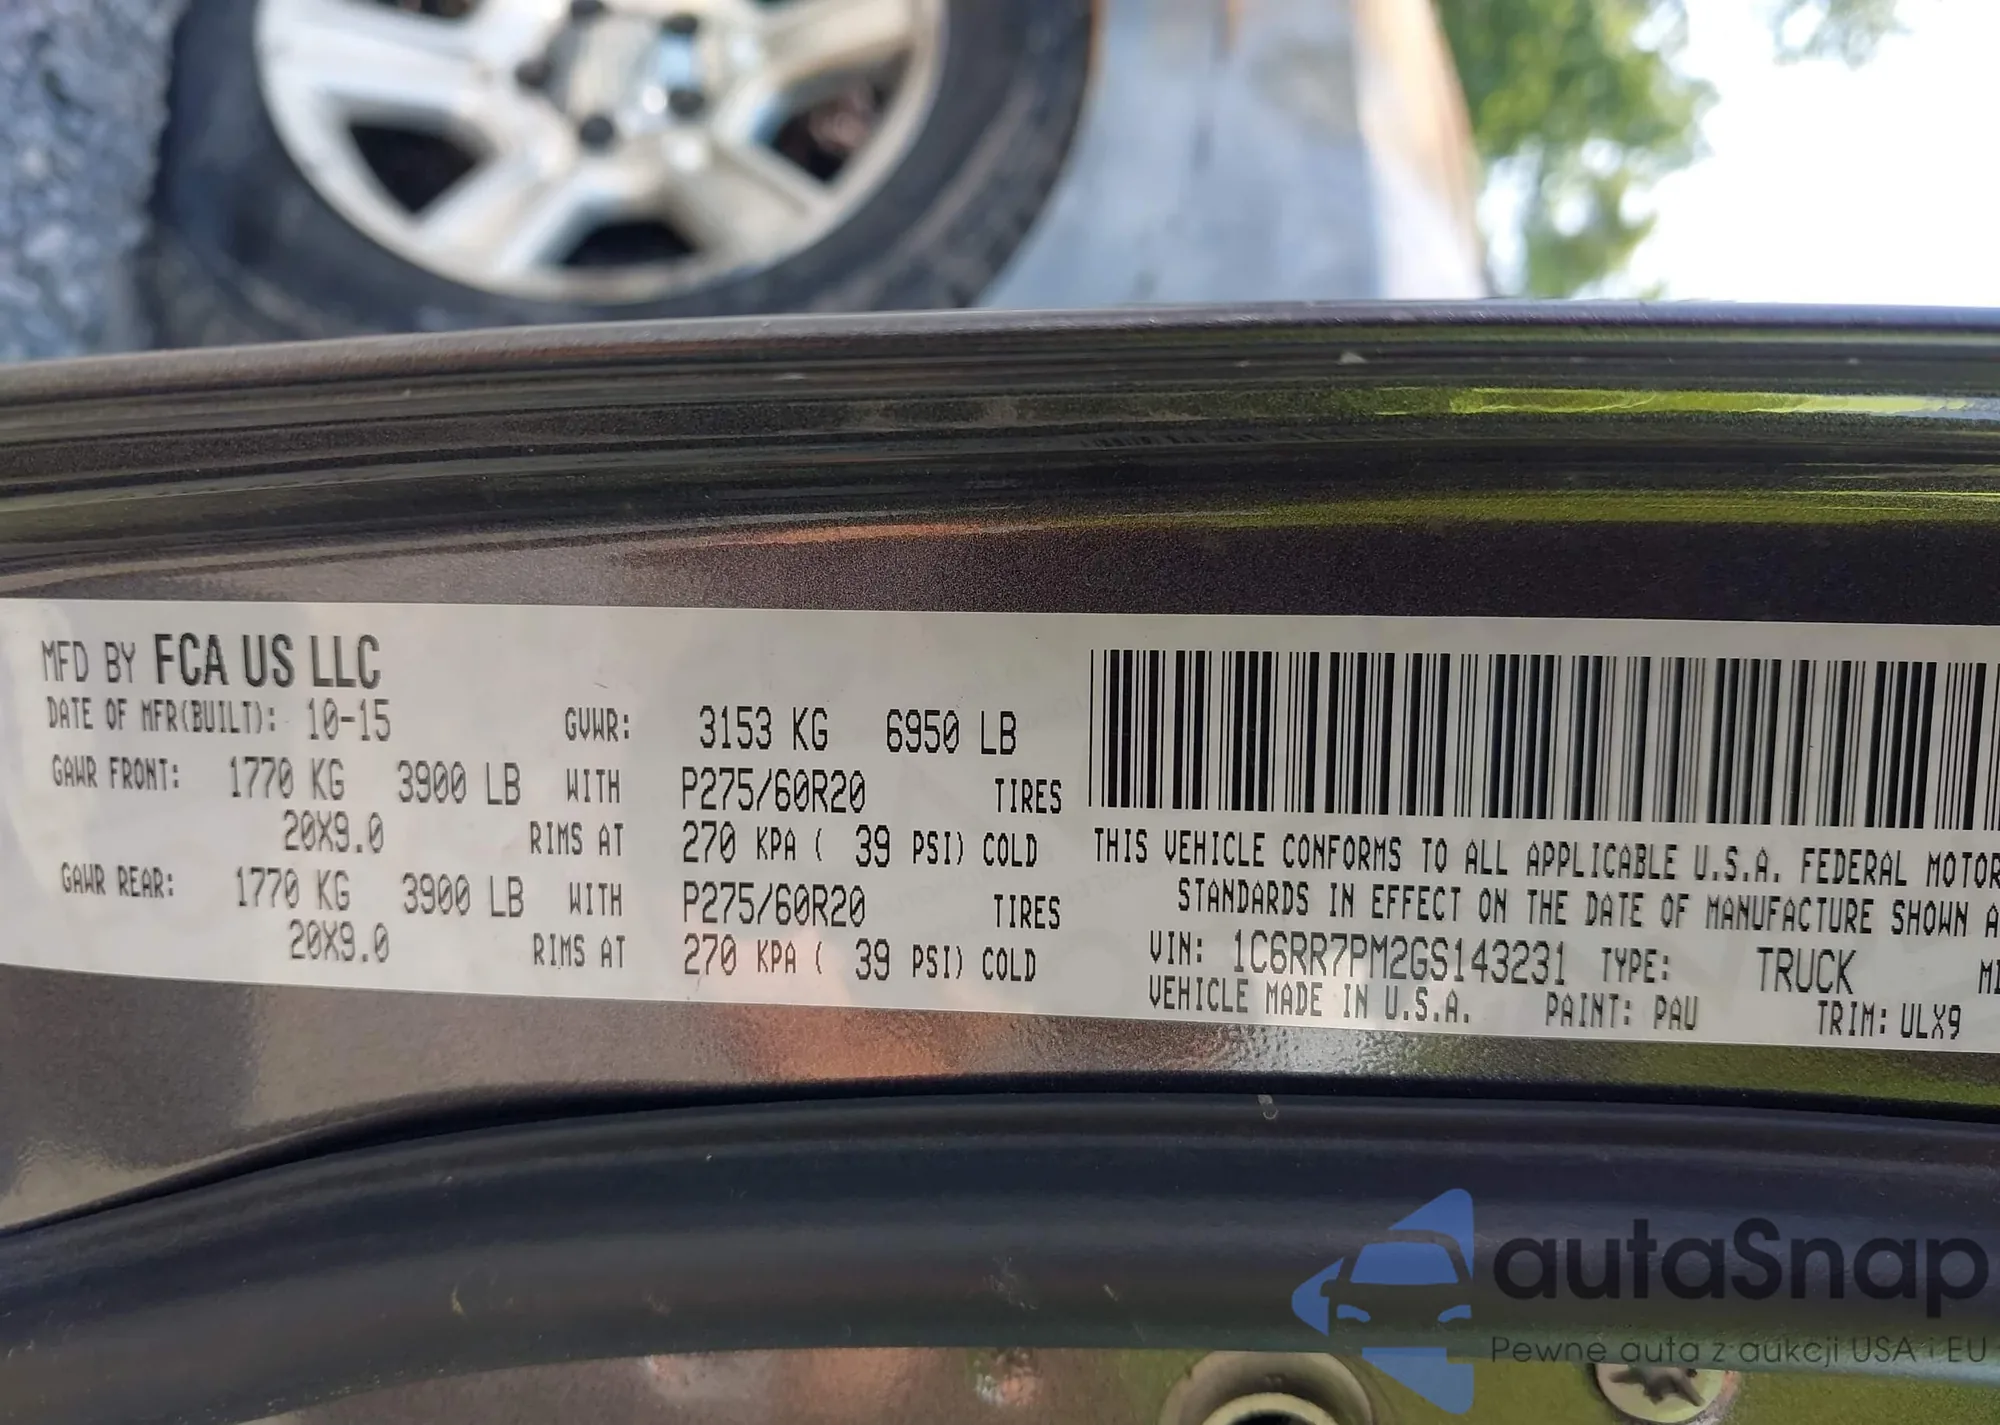 MFD BY FCA US LLC
DATE OF MFR(BUILT): 10-15 GVWR: 3153 KG 6950 LB
GAWR FRONT: 1770 KG 3900 LB WITH P275/60R20 TIRES
20X9.0 RIMS AT 270 KPA ( 39 PSI) COLD
GAWR REAR: 1770 KG 3900 LB WITH P275/60R20 TIRES
20X9.0 RIMS AT 270 KPA ( 39 PSI) COLD
THIS VEHICLE CONFORMS TO ALL APPLICABLE U.S.A. FEDERAL MOTOR
STANDARDS IN EFFECT ON THE DATE OF MANUFACTURE SHOWN A
VIN: 1C6RR7PM2GS143231 TYPE: TRUCK
VEHICLE MADE IN U.S.A. PAINT: PAU TRIM: ULX9
autaSnap
Pewne auta z aukcji USA i EU